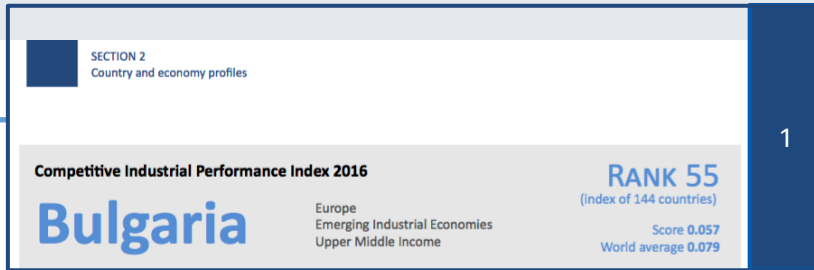 SECTION 2
Country and economy profiles
1
Competitive Industrial Performance Index 2016
Bulgaria
Europe
Emerging Industrial Economies
Upper Middle Income
RANK 55
(index of 144 countries)
Score 0.057
World average 0.079